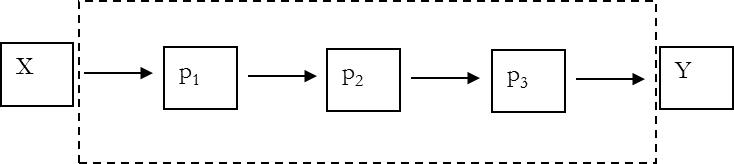 X p₁ p₂ p₃ Y